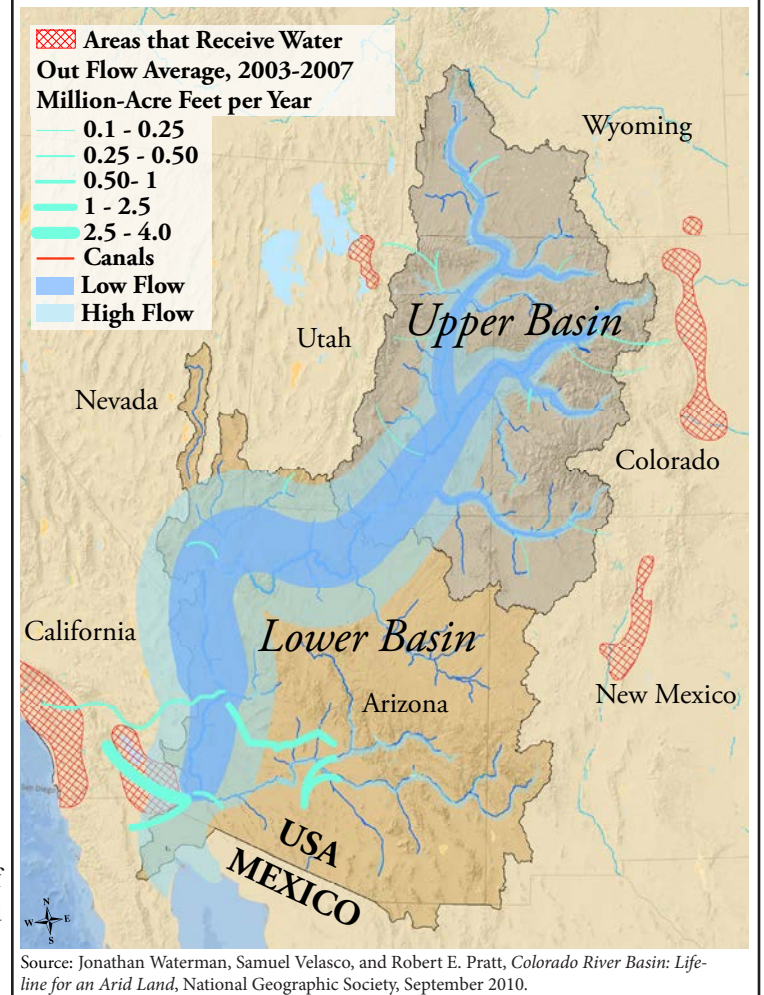 Areas that Receive Water
Out Flow Average, 2003-2007
Million-Acre Feet per Year
0.1 - 0.25
0.25 - 0.50
0.50- 1
1 - 2.5
2.5 - 4.0
Canals
Low Flow
High Flow
Wyoming
Upper Basin
Utah
Nevada
Colorado
California
Lower Basin
New Mexico
Arizona
San Diego
USA
MEXICO
N
W E
S
Source: Jonathan Waterman, Samuel Velasco, and Robert E. Pratt, Colorado River Basin: Life-
line for an Arid Land, National Geographic Society, September 2010.